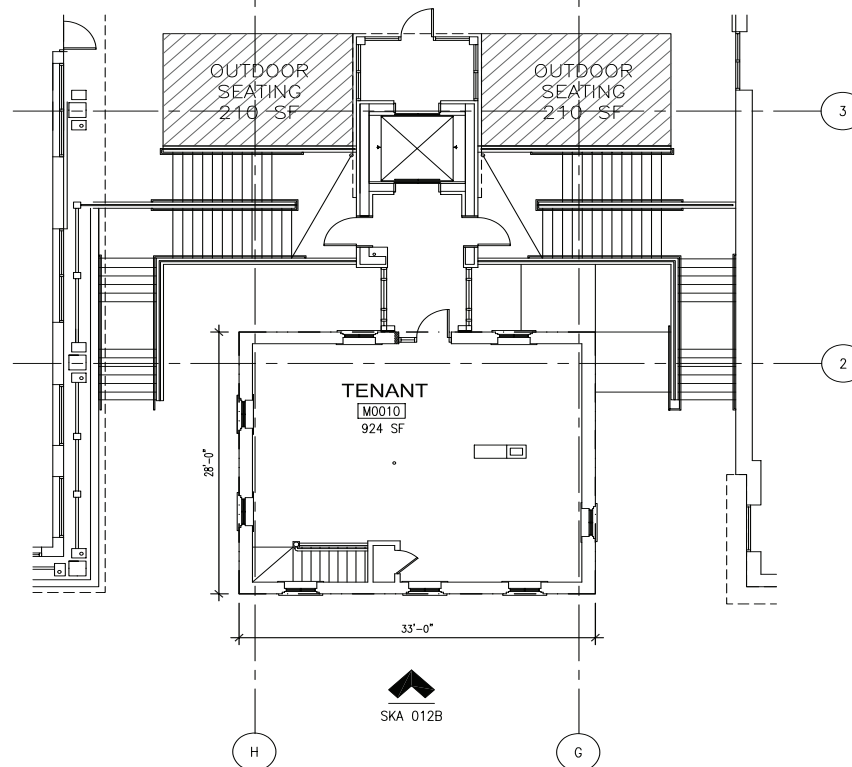 OUTDOOR
SEATING
210 SF
OUTDOOR
SEATING
210 SF
3
2
TENANT
M0010
924 SF
28'-0"
33'-0"
SKA 012B
H
G